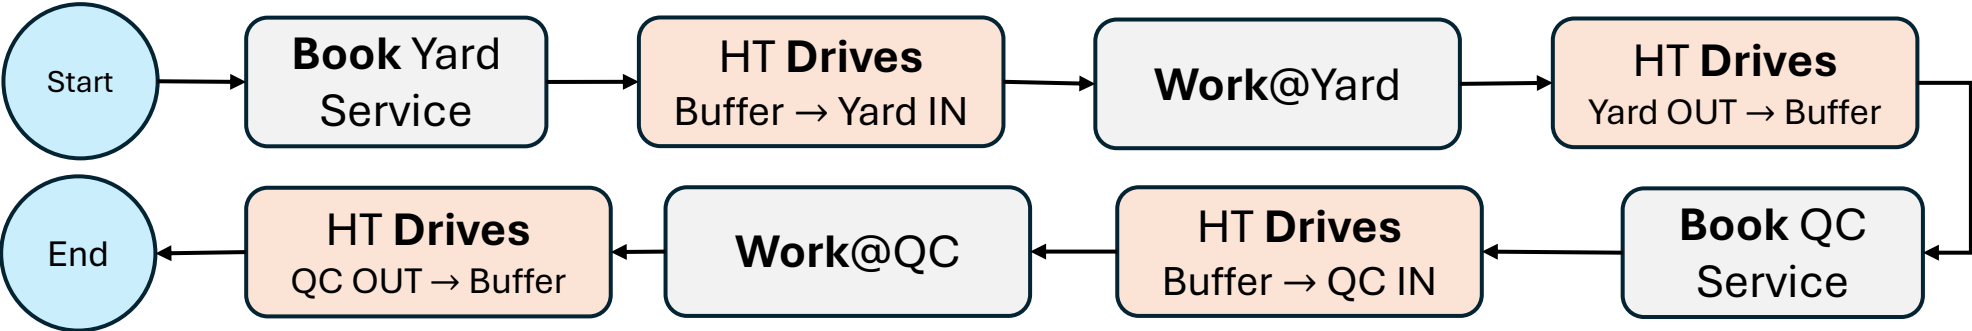 Start
Book Yard
Service
HT Drives
Buffer → Yard IN
Work@Yard
HT Drives
Yard OUT → Buffer
Book QC
Service
HT Drives
Buffer → QC IN
Work@QC
HT Drives
QC OUT → Buffer
End